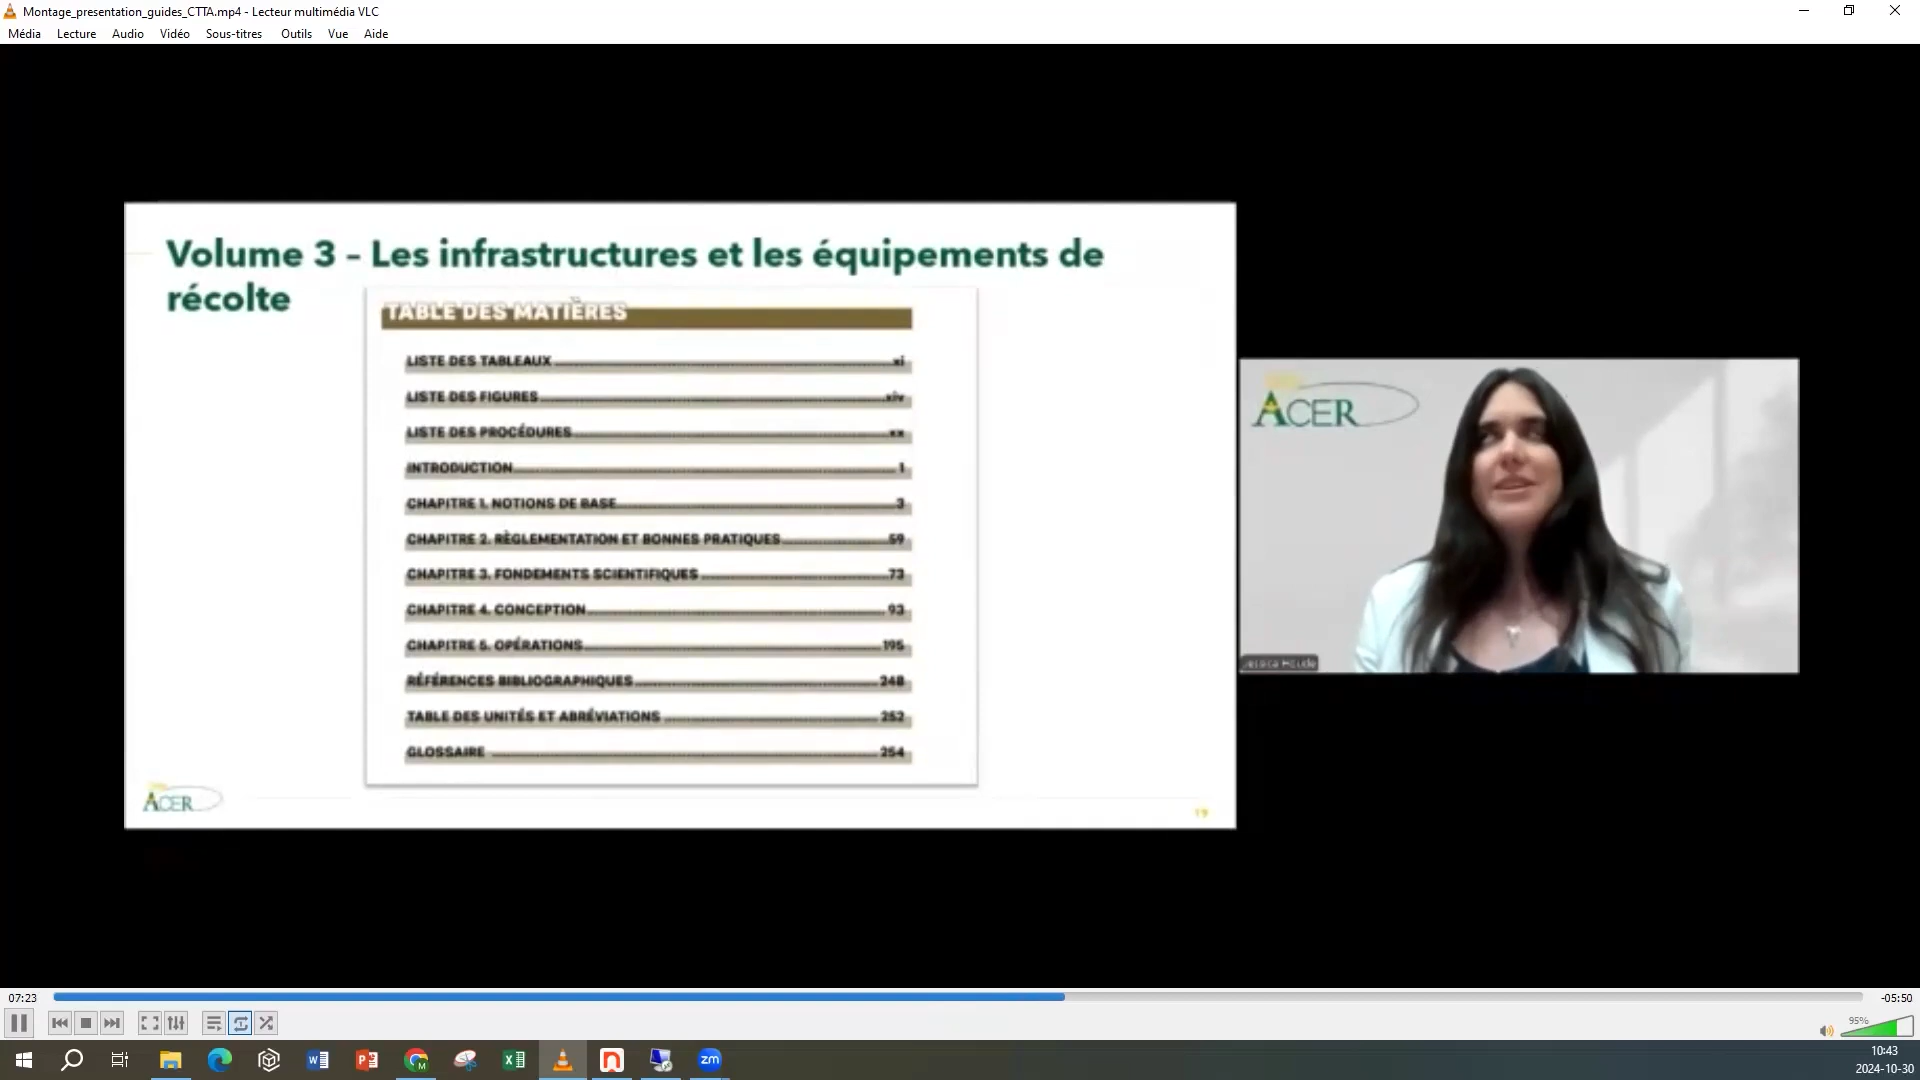 Montage_presentation_guides_CTTA.mp4 - Lecteur multimédia VLC
Média Lecture Audio Vidéo Sous-titres Outils Vue Aide
Volume 3 – Les infrastructures et les équipements de
récolte
TABLE DES MATIÈRES
LISTE DES TABLEAUX xi
LISTE DES FIGURES xiv
LISTE DES PROCÉDURES xx
INTRODUCTION 1
CHAPITRE 1. NOTIONS DE BASE 3
CHAPITRE 2. RÈGLEMENTATION ET BONNES PRATIQUES 59
CHAPITRE 3. FONDEMENTS SCIENTIFIQUES 73
CHAPITRE 4. CONCEPTION 93
CHAPITRE 5. OPÉRATIONS 195
RÉFÉRENCES BIBLIOGRAPHIQUES 248
TABLE DES UNITÉS ET ABRÉVIATIONS 252
GLOSSAIRE 254
ACER
19
ACER
Jessica Houde
07:23
-05:50
95%
zm
10:43
2024-10-30